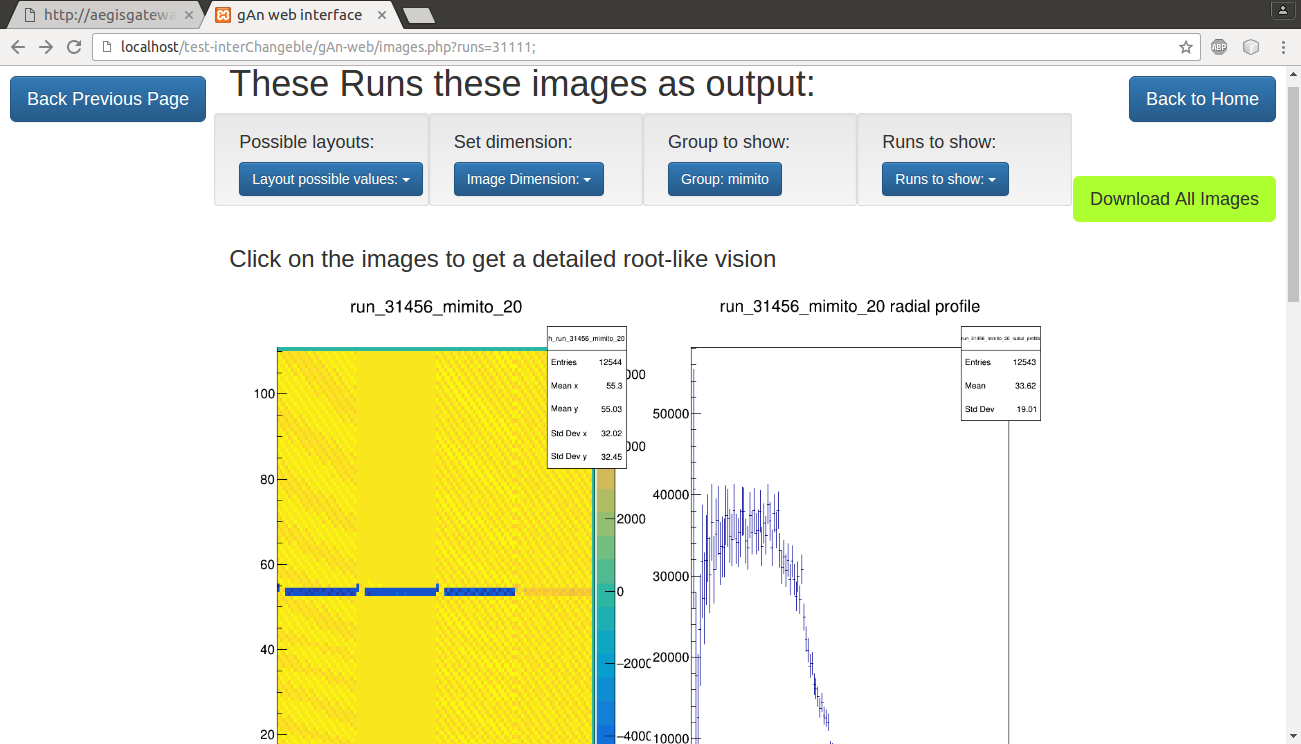 http://aegisgatewa
gAn web interface
localhost/test-interChangeble/gAn-web/images.php?runs=31111;
ABP
Back Previous Page
These Runs these images as output:
Back to Home
Possible layouts:
Set dimension:
Group to show:
Runs to show:
Layout possible values:
Image Dimension:
Group: mimito
Runs to show:
Download All Images
Click on the images to get a detailed root-like vision
run_31456_mimito_20
h_run_31456_mimito_20
Entries 12544
Mean x 55.3
Mean y 55.03
Std Dev x 32.02
Std Dev y 32.45
100
80
60
40
20
000
000
2000
0
−2000
−4000
run_31456_mimito_20 radial profile
run_31456_mimito_20_radial_profile
Entries 12543
Mean 33.62
Std Dev 19.01
50000
40000
30000
20000
10000